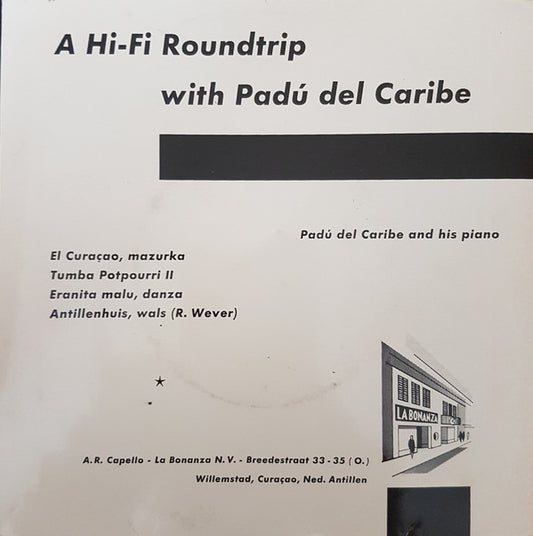 A Hi-Fi Roundtrip
with Padú del Caribe
Padú del Caribe and his piano
El Curaçao, mazurka
Tumba Potpourri II
Eranita malu, danza
Antillenhuis, wals (R. Wever)
LA BONANZA
A.R. Capello - La Bonanza N.V. - Breedestraat 33 - 35 ( O. )
Willemstad, Curaçao, Ned. Antillen